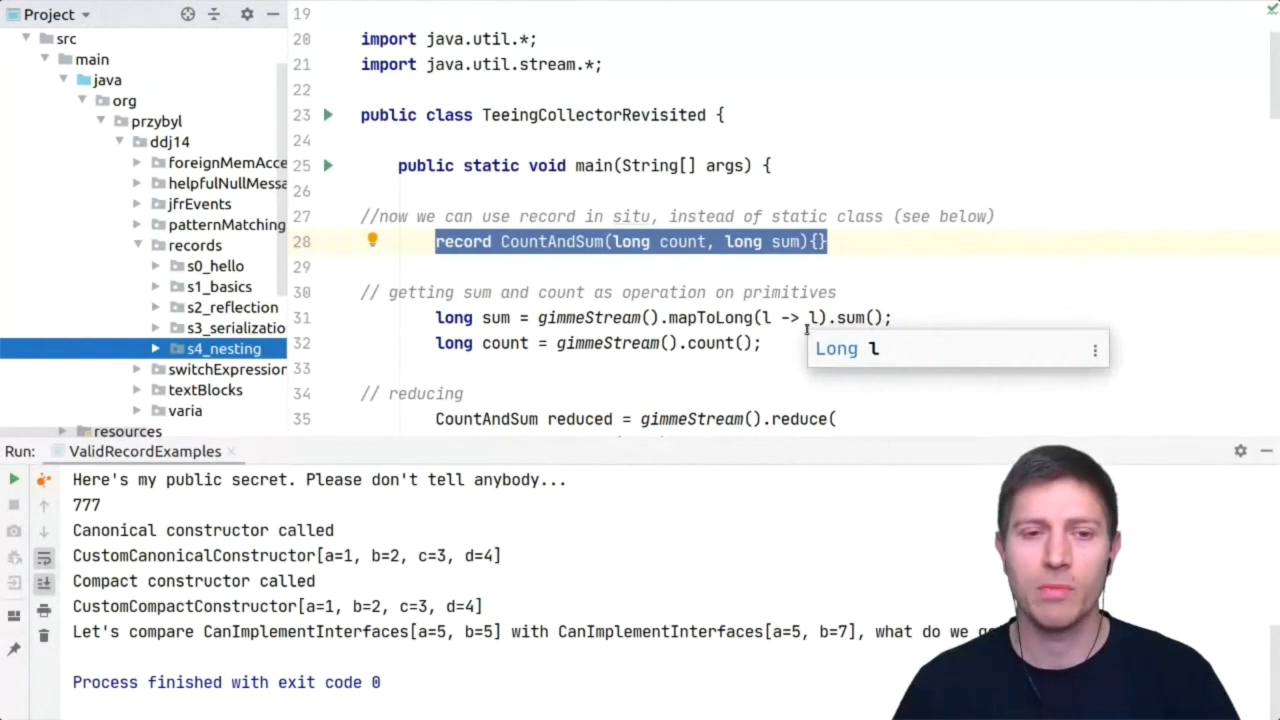 Project
src
main
java
org
przybyl
ddj14
foreignMemAcce
helpfulNullMessa
jfrEvents
patternMatching
records
s0_hello
s1_basics
s2_reflection
s3_serializatio
s4_nesting
switchExpression
textBlocks
varia
resources
19
20 import java.util.*;
21 import java.util.stream.*;
22
23 public class TeeingCollectorRevisited {
24
25 public static void main(String[] args) {
26
27 //now we can use record in situ, instead of static class (see below)
28 record CountAndSum(long count, long sum){}
29
30 // getting sum and count as operation on primitives
31 long sum = gimmeStream().mapToLong(l -> l).sum();
32 long count = gimmeStream().count();
Long l
33
34 // reducing
35 CountAndSum reduced = gimmeStream().reduce(
Run: ValidRecordExamples
Here's my public secret. Please don't tell anybody...
777
Canonical constructor called
CustomCanonicalConstructor[a=1, b=2, c=3, d=4]
Compact constructor called
CustomCompactConstructor[a=1, b=2, c=3, d=4]
Let's compare CanImplementInterfaces[a=5, b=5] with CanImplementInterfaces[a=5, b=7], what do we
Process finished with exit code 0